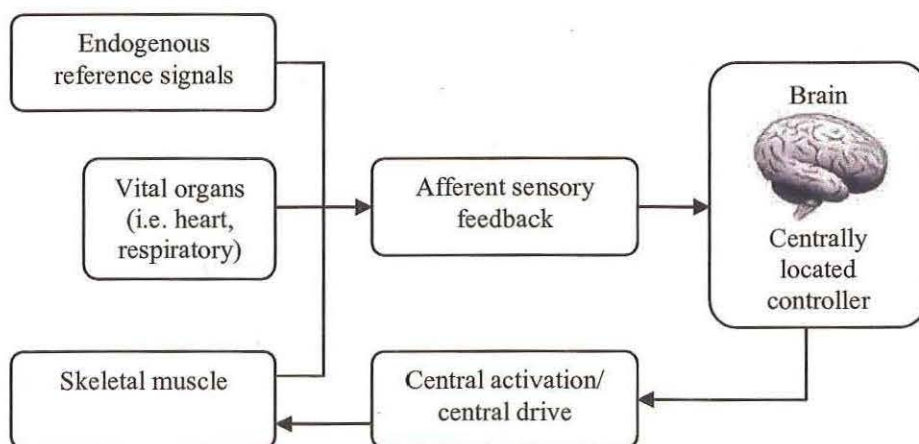 Endogenous
reference signals
Vital organs
(i.e. heart,
respiratory)
Skeletal muscle
Afferent sensory
feedback
Central activation/
central drive
Brain
Centrally
located
controller